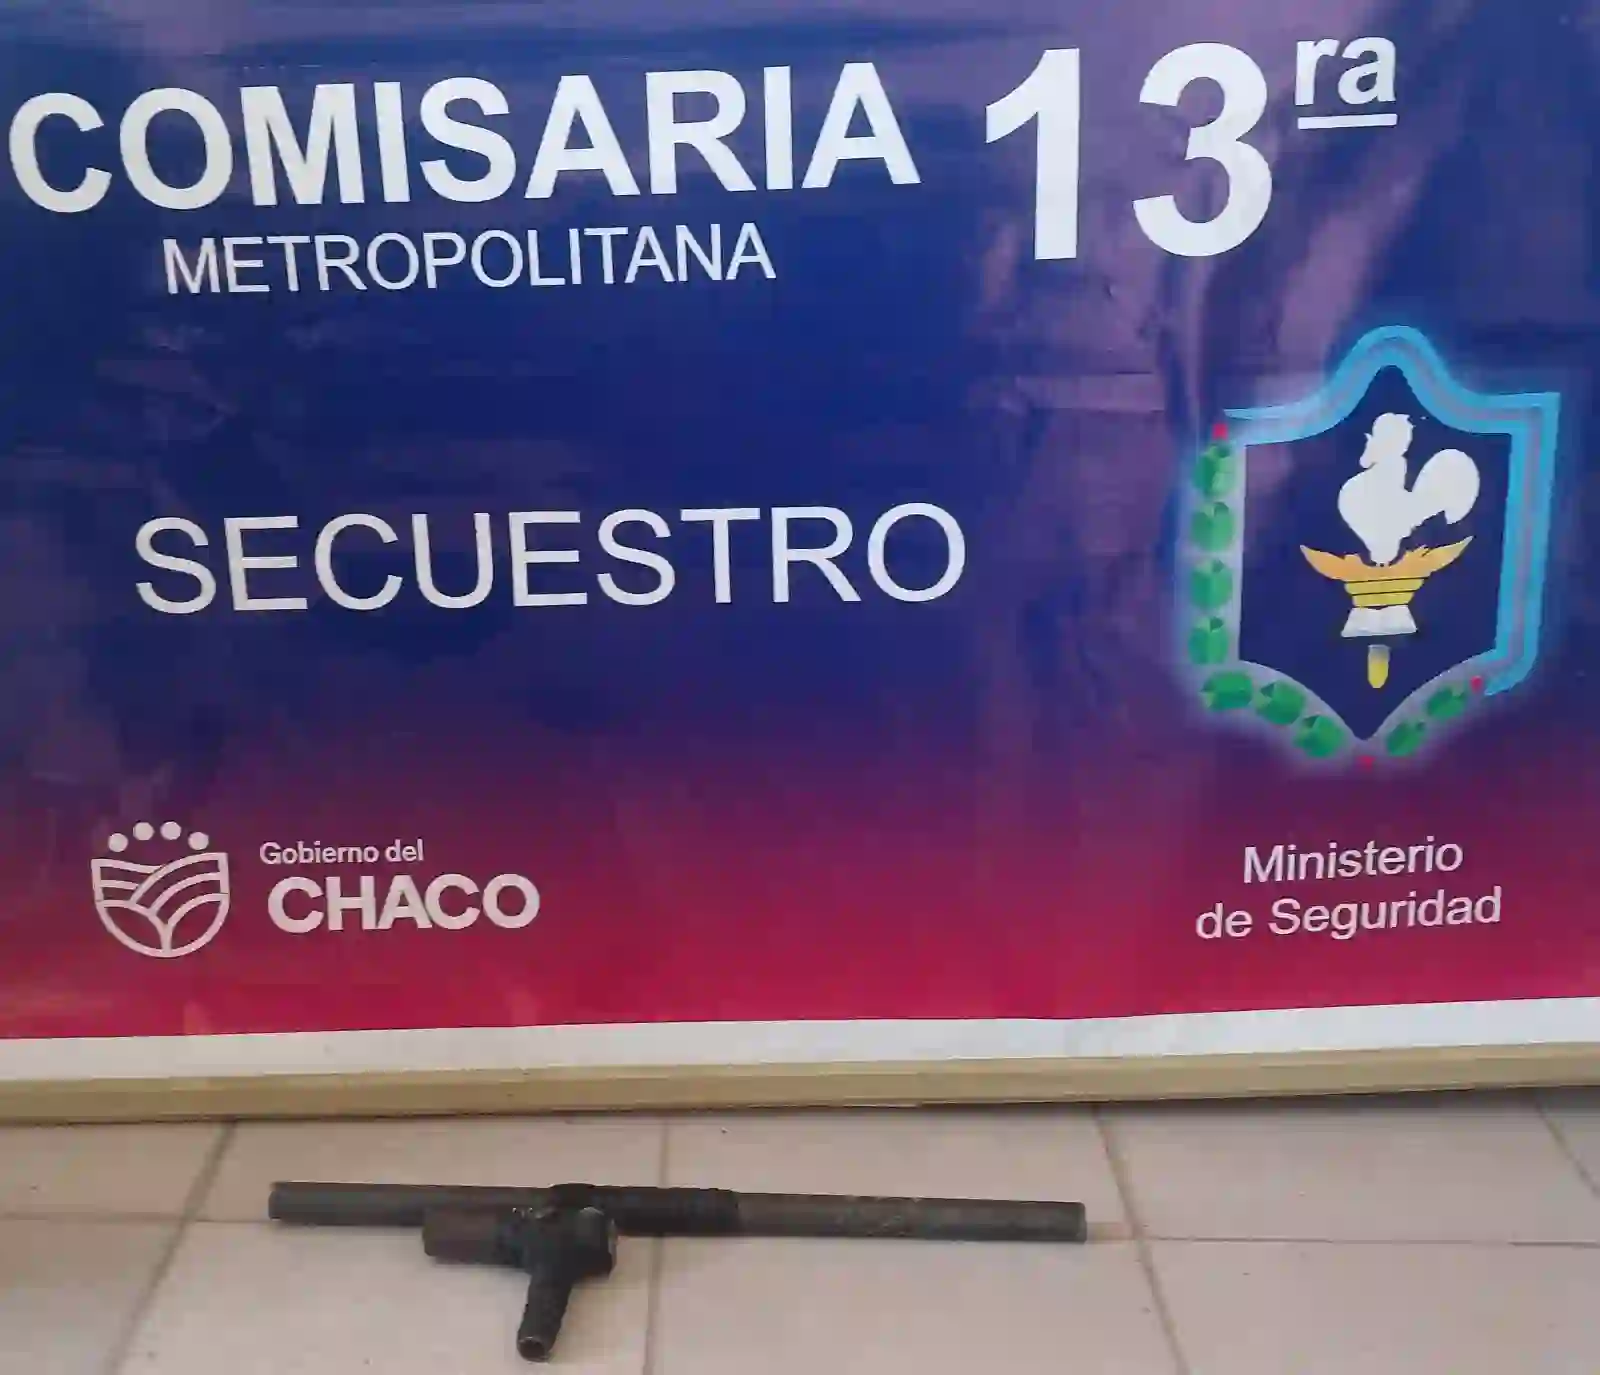 COMISARIA 13ra
METROPOLITANA
SECUESTRO
Gobierno del
CHACO
Ministerio
de Seguridad